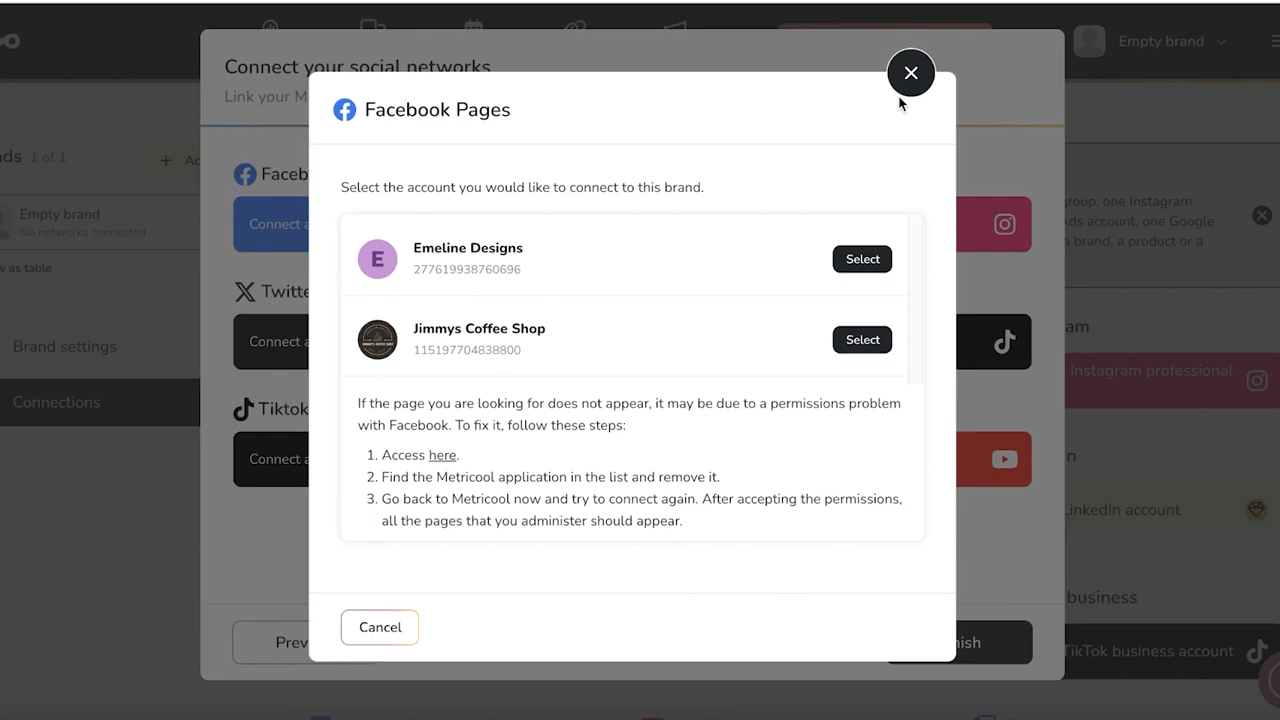 Empty brand
Connect your social networks
Link your M
Facebook Pages
ds 1 of 1
+ Ad
Faceb
Select the account you would like to connect to this brand.
Empty brand
No networks connected
Connect a
E
Emeline Designs
277619938760696
Select
group, one Instagram
ds account, one Google
a brand, a product or a
w as table
Twitte
Jimmys Coffee Shop
115197704838800
Select
Brand settings
Connect a
am
Instagram professional
Connections
Tiktok
If the page you are looking for does not appear, it may be due to a permissions problem
with Facebook. To fix it, follow these steps:
1. Access here.
2. Find the Metricool application in the list and remove it.
3. Go back to Metricool now and try to connect again. After accepting the permissions,
all the pages that you administer should appear.
Connect a
n
LinkedIn account
business
Cancel
Prev
nish
TikTok business account